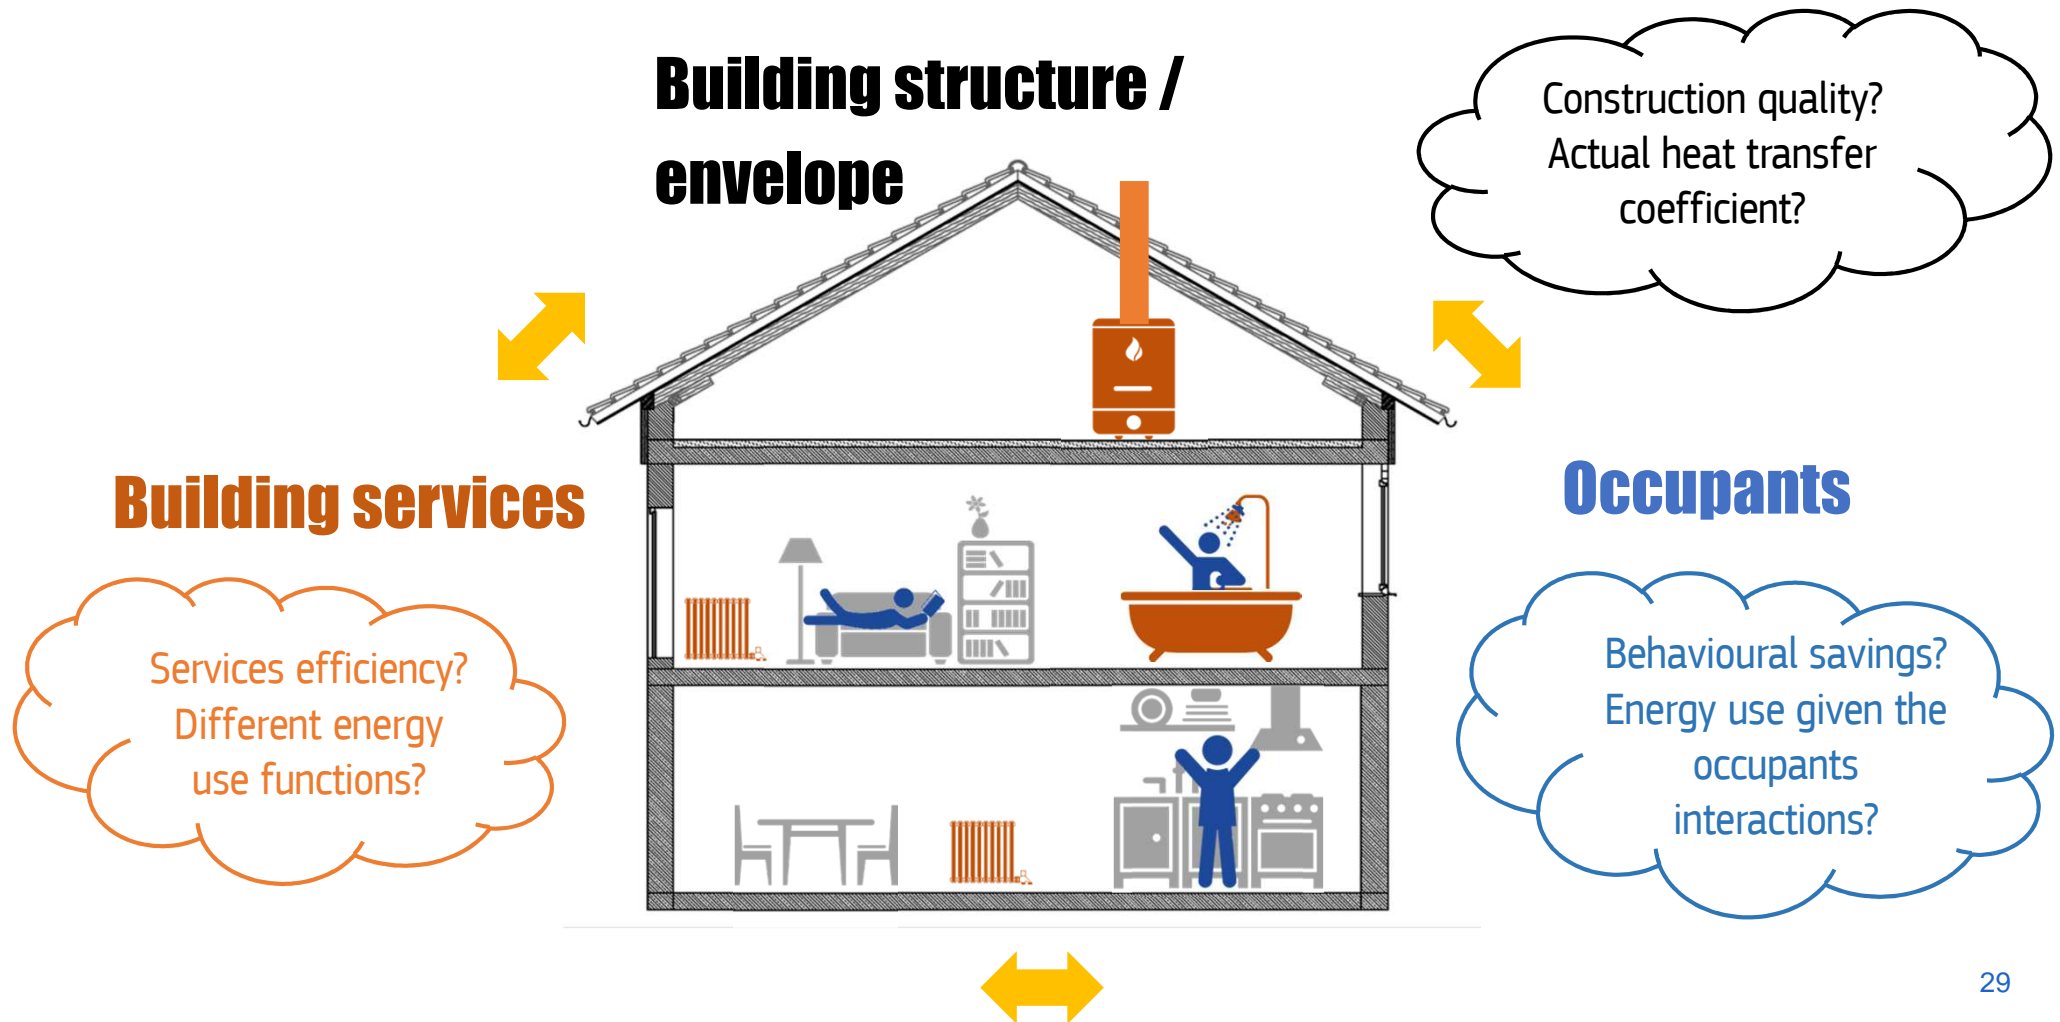 Building structure /
envelope
Construction quality?
Actual heat transfer
coefficient?
Building services
Occupants
Services efficiency?
Different energy
use functions?
Behavioural savings?
Energy use given the
occupants
interactions?
29